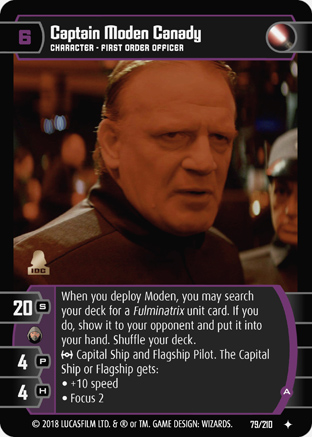 6 Captain Moden Canady
CHARACTER • FIRST ORDER OFFICER
IDC
20 S
4 P
4 H
When you deploy Moden, you may search
your deck for a Fulminatrix unit card. If you
do, show it to your opponent and put it into
your hand. Shuffle your deck.
Capital Ship and Flagship Pilot. The Capital
Ship or Flagship gets:
• +10 speed
• Focus 2
A
© 2018 LUCASFILM LTD. & ® OR TM. GAME DESIGN: WIZARDS. 79/210